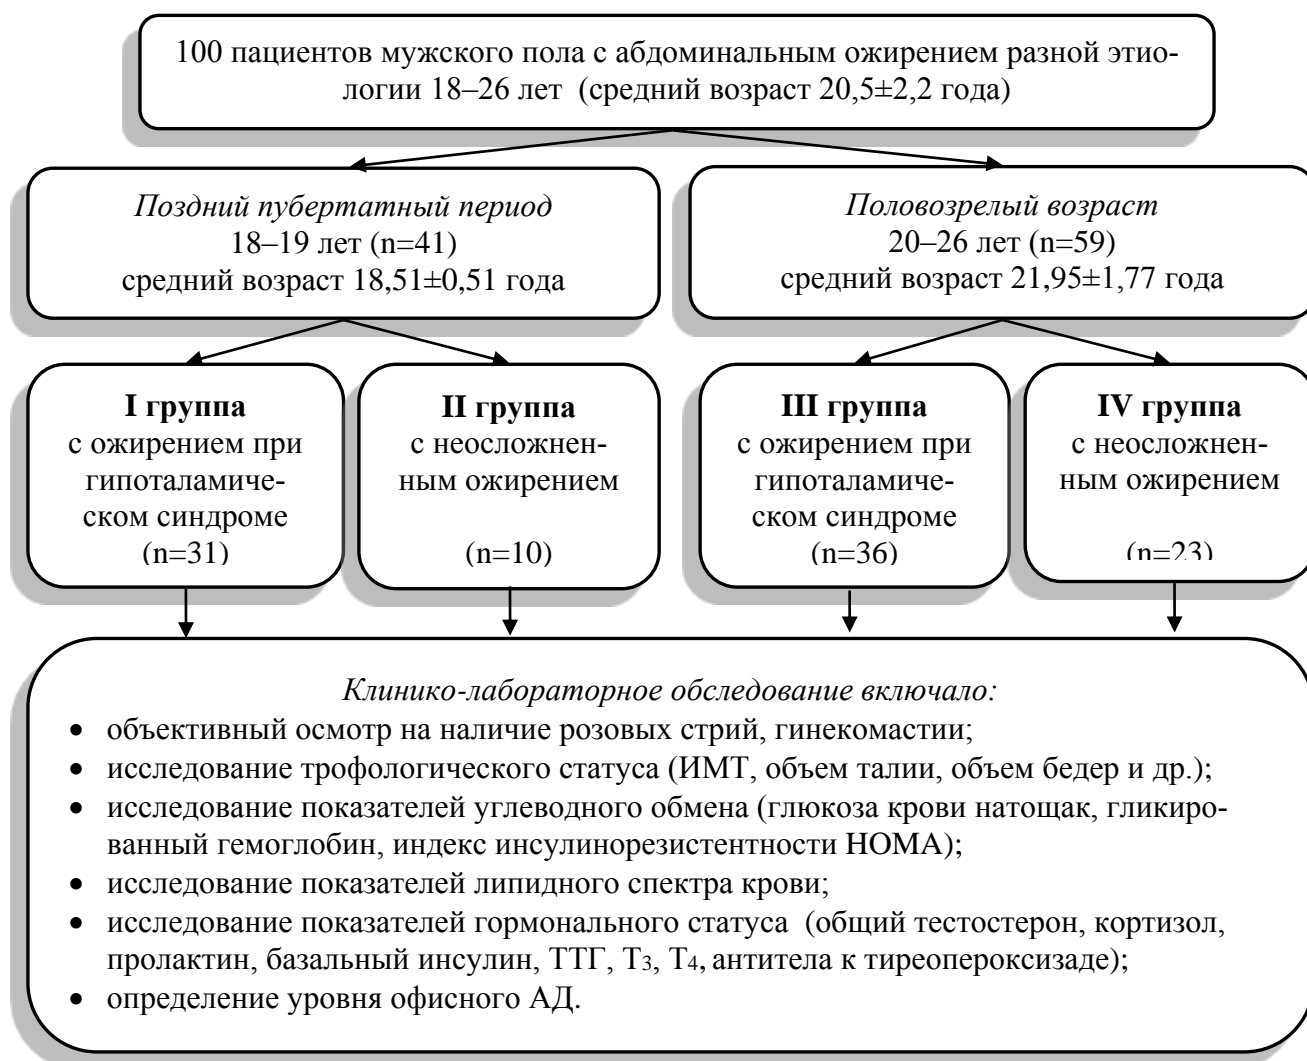 100 пациентов мужского пола с абдоминальным ожирением разной этио-
логии 18–26 лет (средний возраст 20,5±2,2 года)
Поздний пубертатный период
18–19 лет (n=41)
средний возраст 18,51±0,51 года
Половозрелый возраст
20–26 лет (n=59)
средний возраст 21,95±1,77 года
I группа
с ожирением при
гипоталамиче-
ском синдроме
(n=31)
II группа
с неосложнен-
ным ожирением
(n=10)
III группа
с ожирением при
гипоталамиче-
ском синдроме
(n=36)
IV группа
с неосложнен-
ным ожирением
(n=23)
Клинико-лабораторное обследование включало:
• объективный осмотр на наличие розовых стрий, гинекомастии;
• исследование трофологического статуса (ИМТ, объем талии, объем бедер и др.);
• исследование показателей углеводного обмена (глюкоза крови натощак, гликиро-
ванный гемоглобин, индекс инсулинорезистентности НОМА);
• исследование показателей липидного спектра крови;
• исследование показателей гормонального статуса (общий тестостерон, кортизол,
пролактин, базальный инсулин, ТТГ, Т3, Т4, антитела к тиреопероксизаде);
• определение уровня офисного АД.